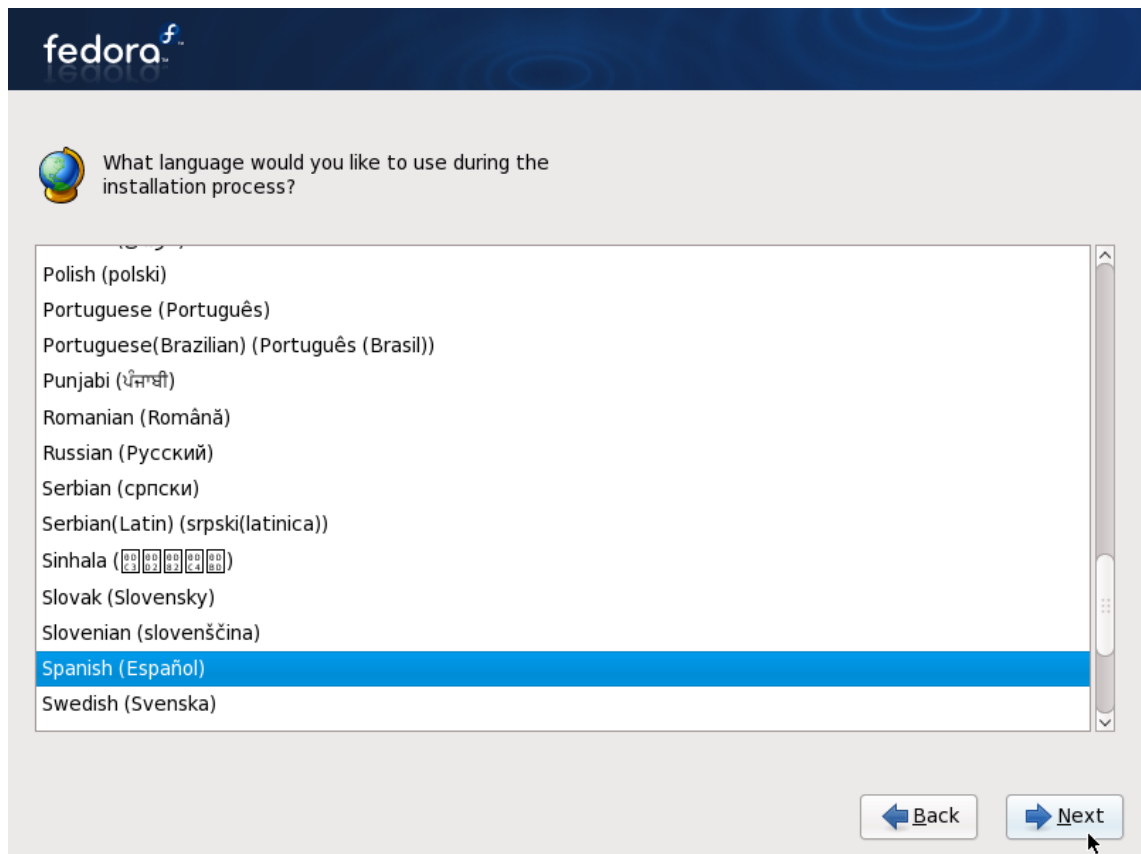 fedora
What language would you like to use during the
installation process?
Polish (polski)
Portuguese (Português)
Portuguese(Brazilian) (Português (Brasil))
Punjabi (ਪੰਜਾਬੀ)
Romanian (Română)
Russian (Русский)
Serbian (српски)
Serbian(Latin) (srpski(latinica))
Sinhala ()
Slovak (Slovensky)
Slovenian (slovenščina)
Spanish (Español)
Swedish (Svenska)
Back
Next